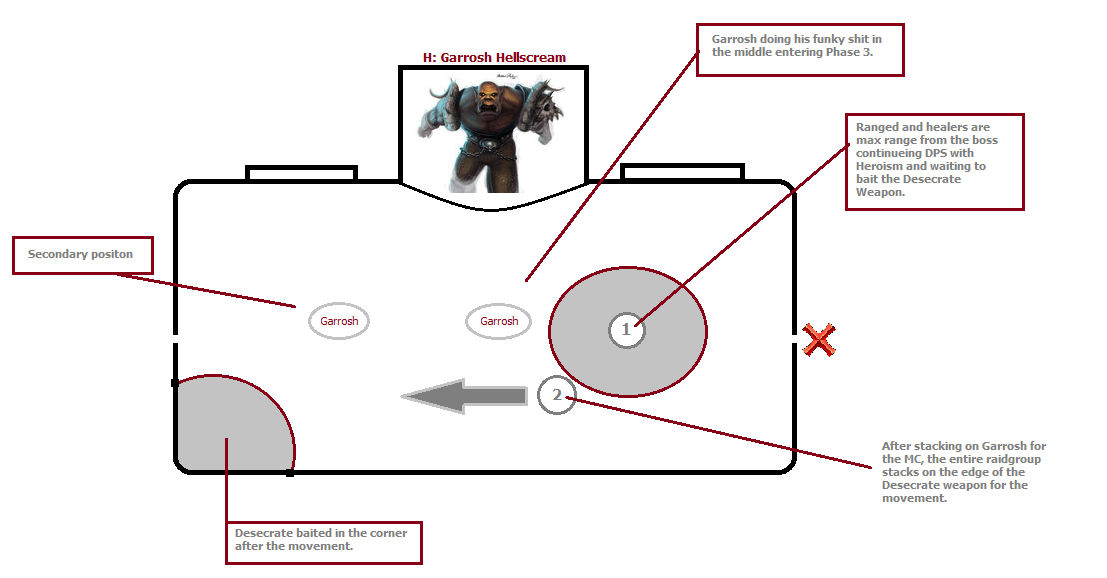 Garrosh doing his funky shit in
the middle entering Phase 3.
H: Garrosh Hellscream
Ranged and healers are
max range from the boss
continueing DPS with
Heroism and waiting to
bait the Desecrate
Weapon.
Secondary positon
Garrosh
Garrosh
1
2
After stacking on Garrosh for
the MC, the entire raidgroup
stacks on the edge of the
Desecrate weapon for the
movement.
Desecrate baited in the corner
after the movement.